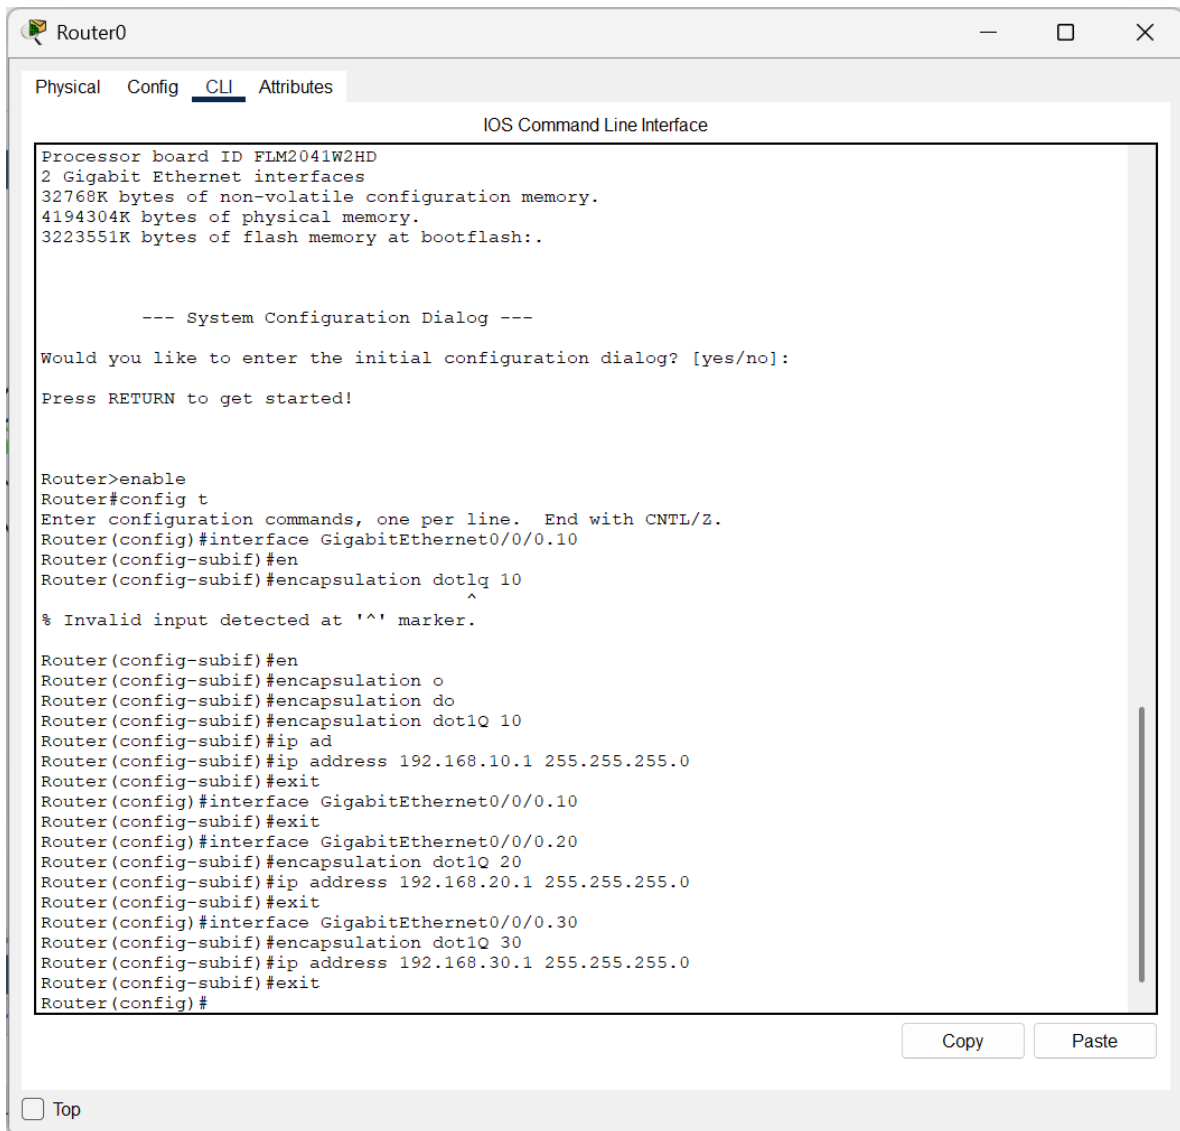 Router0
Physical Config CLI Attributes
IOS Command Line Interface
Processor board ID FLM2041W2HD
2 Gigabit Ethernet interfaces
32768K bytes of non-volatile configuration memory.
4194304K bytes of physical memory.
3223551K bytes of flash memory at bootflash:.
--- System Configuration Dialog ---
Would you like to enter the initial configuration dialog? [yes/no]:
Press RETURN to get started!
Router>enable
Router#config t
Enter configuration commands, one per line.  End with CNTL/Z.
Router(config)#interface GigabitEthernet0/0/0.10
Router(config-subif)#en
Router(config-subif)#encapsulation dot1q 10
^
% Invalid input detected at '^' marker.
Router(config-subif)#en
Router(config-subif)#encapsulation o
Router(config-subif)#encapsulation do
Router(config-subif)#encapsulation dot1Q 10
Router(config-subif)#ip ad
Router(config-subif)#ip address 192.168.10.1 255.255.255.0
Router(config-subif)#exit
Router(config)#interface GigabitEthernet0/0/0.10
Router(config-subif)#exit
Router(config)#interface GigabitEthernet0/0/0.20
Router(config-subif)#encapsulation dot1Q 20
Router(config-subif)#ip address 192.168.20.1 255.255.255.0
Router(config-subif)#exit
Router(config)#interface GigabitEthernet0/0/0.30
Router(config-subif)#encapsulation dot1Q 30
Router(config-subif)#ip address 192.168.30.1 255.255.255.0
Router(config-subif)#exit
Router(config)#
Copy Paste
Top